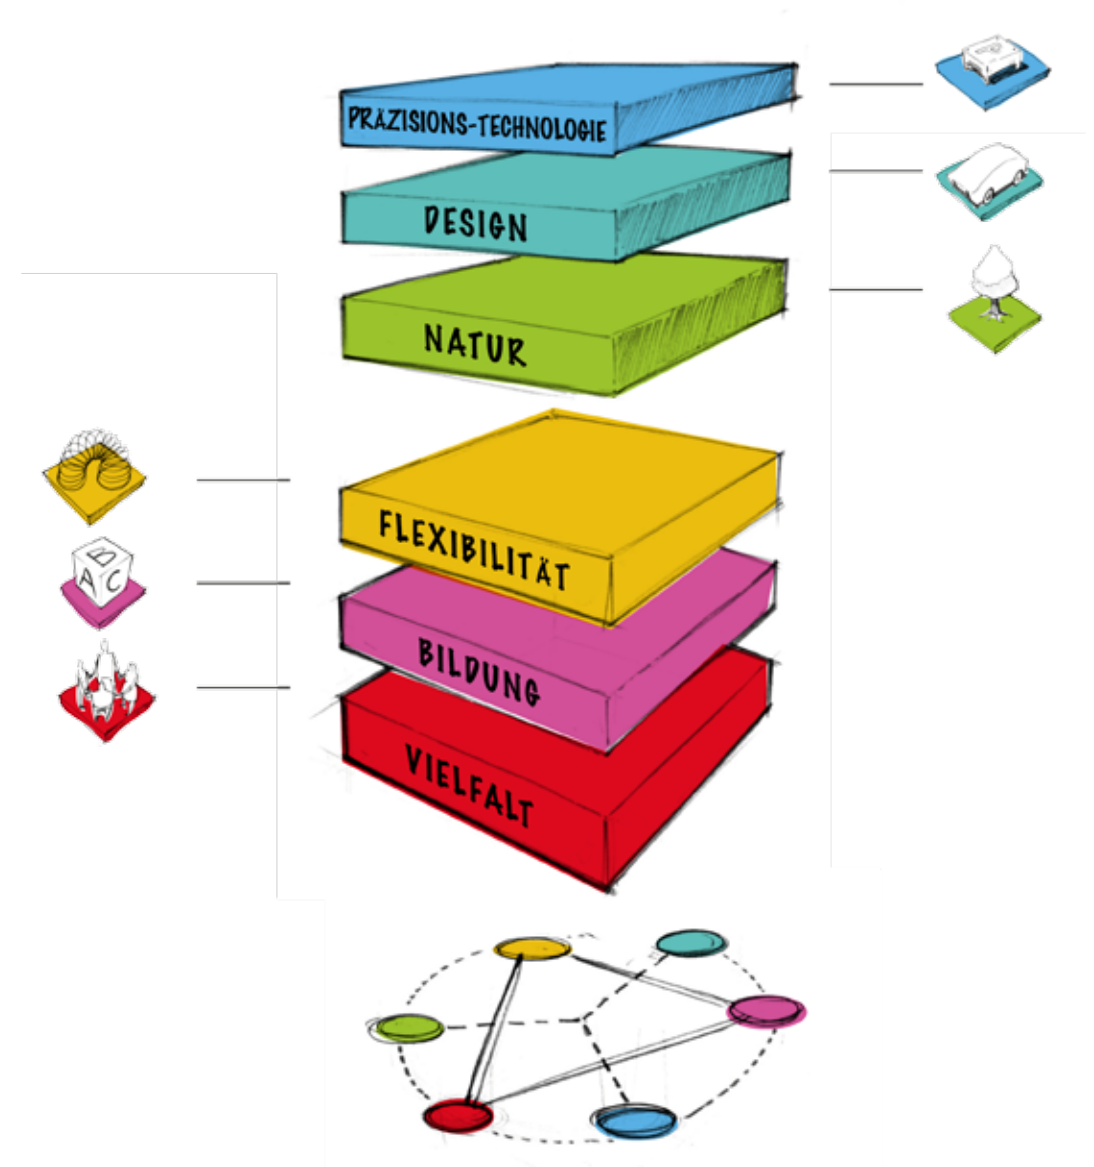 PRÄZISIONS-TECHNOLOGIE
DESIGN
NATUR
FLEXIBILITÄT
B
A C
BILDUNG
VIELFALT